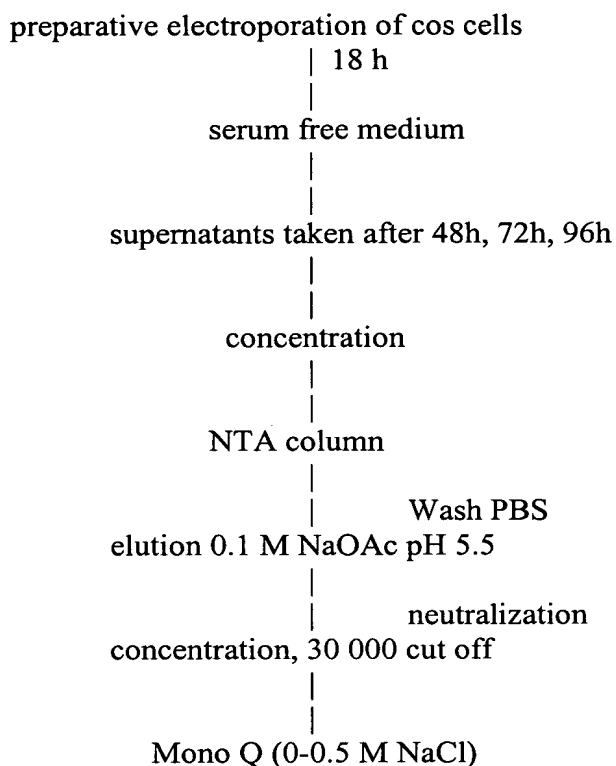 preparative electroporation of cos cells
18 h
serum free medium
supernatants taken after 48h, 72h, 96h
concentration
NTA column
Wash PBS
elution 0.1 M NaOAc pH 5.5
neutralization
concentration, 30 000 cut off
Mono Q (0-0.5 M NaCl)